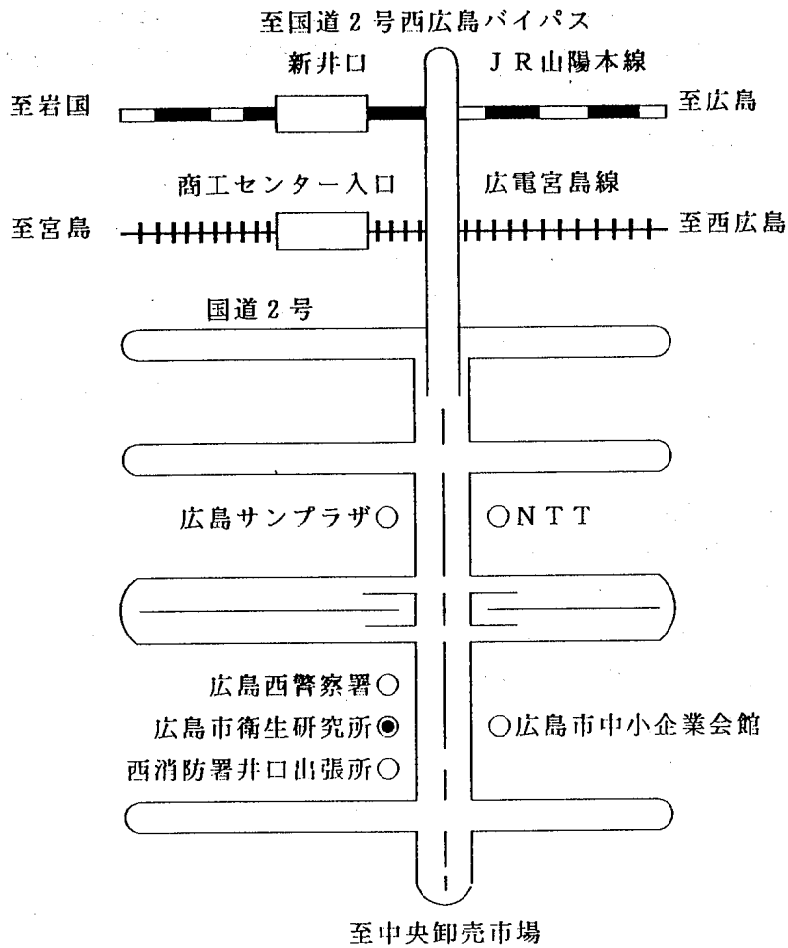 至国道2号西広島バイパス
新井口 JR山陽本線
至岩国 至広島
商工センター入口 広電宮島線
至宮島 至西広島
国道2号
広島サンプラザ○ ○NTT
広島西警察署○
広島市衛生研究所◉ ○広島市中小企業会館
西消防署井口出張所○
至中央卸売市場